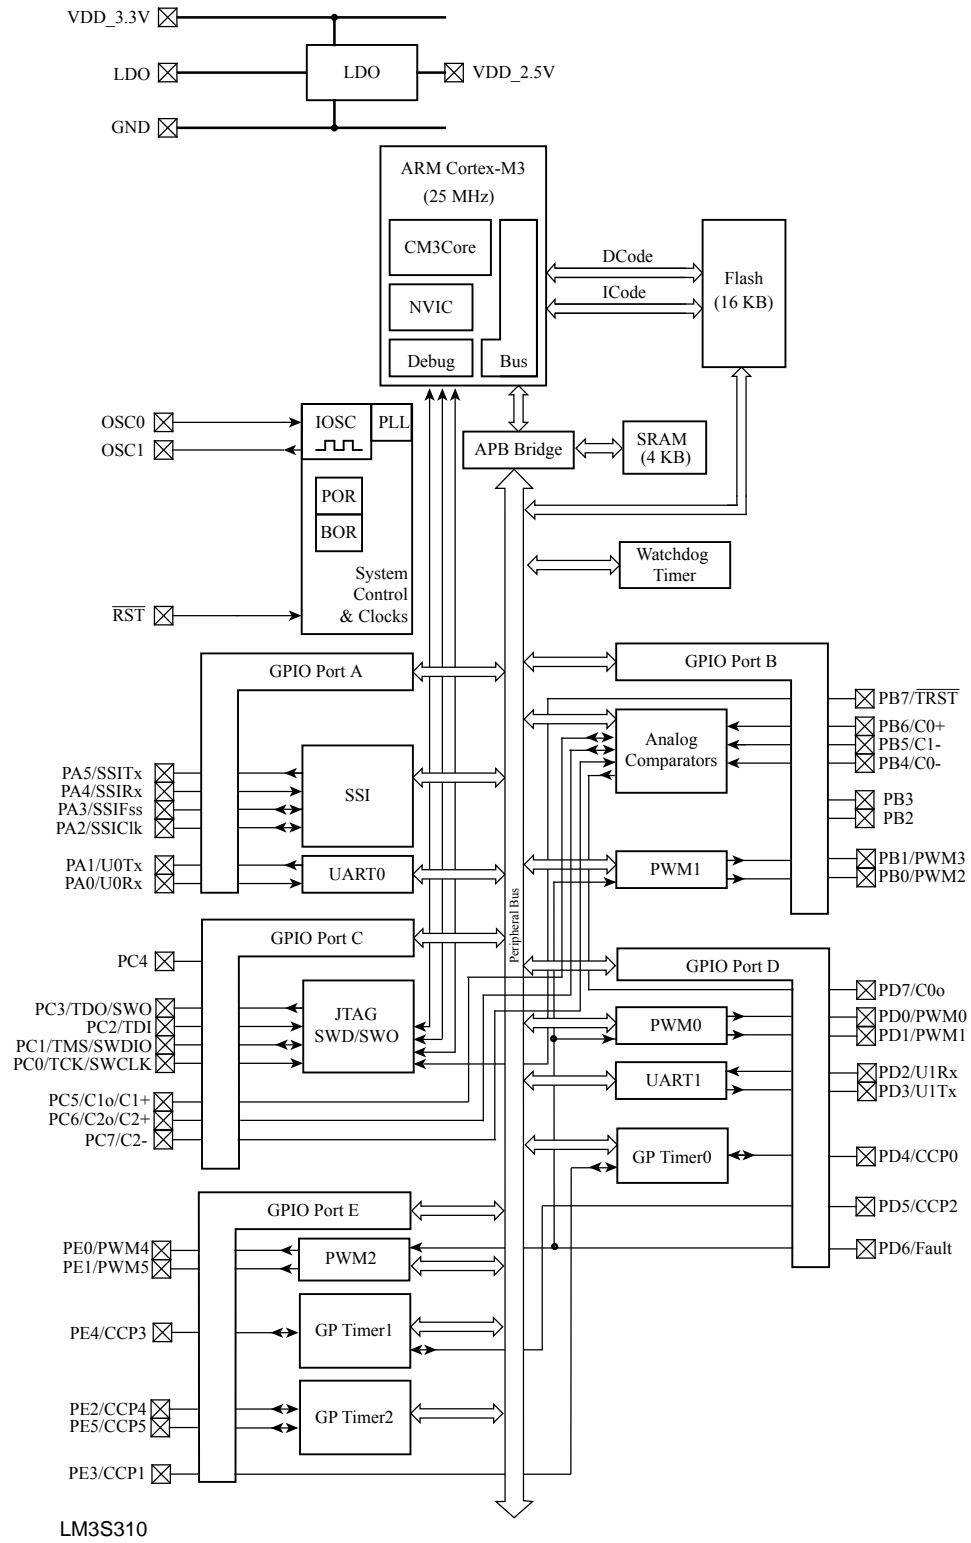 VDD_3.3V
LDO
LDO
VDD_2.5V
GND
ARM Cortex-M3
(25 MHz)
CM3Core
NVIC
Debug
Bus
DCode
ICode
Flash
(16 KB)
OSC0
OSC1
IOSC
PLL
POR
BOR
System
Control
& Clocks
RST
APB Bridge
SRAM
(4 KB)
Watchdog
Timer
Peripheral Bus
GPIO Port A
PA5/SSITx
PA4/SSIRx
PA3/SSIFss
PA2/SSIClk
SSI
PA1/U0Tx
PA0/U0Rx
UART0
GPIO Port B
PB7/TRST
PB6/C0+
PB5/C1-
PB4/C0-
Analog
Comparators
PB3
PB2
PWM1
PB1/PWM3
PB0/PWM2
GPIO Port C
PC4
PC3/TDO/SWO
PC2/TDI
PC1/TMS/SWDIO
PC0/TCK/SWCLK
JTAG
SWD/SWO
PC5/C1o/C1+
PC6/C2o/C2+
PC7/C2-
GPIO Port D
PD7/C0o
PD0/PWM0
PD1/PWM1
PWM0
UART1
PD2/U1Rx
PD3/U1Tx
GP Timer0
PD4/CCP0
PD5/CCP2
PD6/Fault
GPIO Port E
PE0/PWM4
PE1/PWM5
PWM2
PE4/CCP3
GP Timer1
PE2/CCP4
PE5/CCP5
GP Timer2
PE3/CCP1
LM3S310